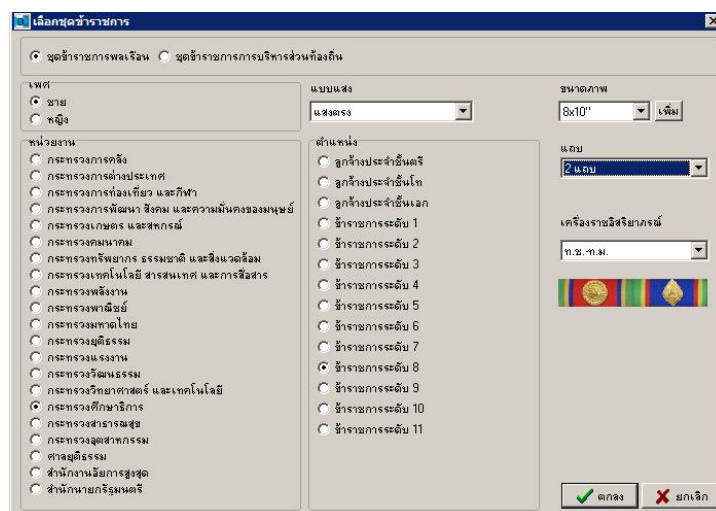 เลือกชุดข้าราชการ
ชุดข้าราชการพลเรือน ชุดข้าราชการการบริหารส่วนท้องถิ่น
เพศ
ชาย
หญิง
แบบแสง
แสงตรง
ขนาดภาพ
8x10"
เพิ่ม
หน่วยงาน
กระทรวงการคลัง
กระทรวงการต่างประเทศ
กระทรวงการท่องเที่ยว และกีฬา
กระทรวงการพัฒนา สังคม และความมั่นคงของมนุษย์
กระทรวงเกษตร และสหกรณ์
กระทรวงคมนาคม
กระทรวงทรัพยากร ธรรมชาติ และสิ่งแวดล้อม
กระทรวงเทคโนโลยี สารสนเทศ และการสื่อสาร
กระทรวงพลังงาน
กระทรวงพาณิชย์
กระทรวงมหาดไทย
กระทรวงยุติธรรม
กระทรวงแรงงาน
กระทรวงวัฒนธรรม
กระทรวงวิทยาศาสตร์ และเทคโนโลยี
กระทรวงศึกษาธิการ
กระทรวงสาธารณสุข
กระทรวงอุตสาหกรรม
ศาลยุติธรรม
สำนักงานอัยการสูงสุด
สำนักนายกรัฐมนตรี
ตำแหน่ง
ลูกจ้างประจำชั้นตรี
ลูกจ้างประจำชั้นโท
ลูกจ้างประจำชั้นเอก
ข้าราชการระดับ 1
ข้าราชการระดับ 2
ข้าราชการระดับ 3
ข้าราชการระดับ 4
ข้าราชการระดับ 5
ข้าราชการระดับ 6
ข้าราชการระดับ 7
ข้าราชการระดับ 8
ข้าราชการระดับ 9
ข้าราชการระดับ 10
ข้าราชการระดับ 11
แถบ
2 แถบ
เครื่องราชอิสริยาภรณ์
ท.ช.-ท.ม.
ตกลง
ยกเลิก